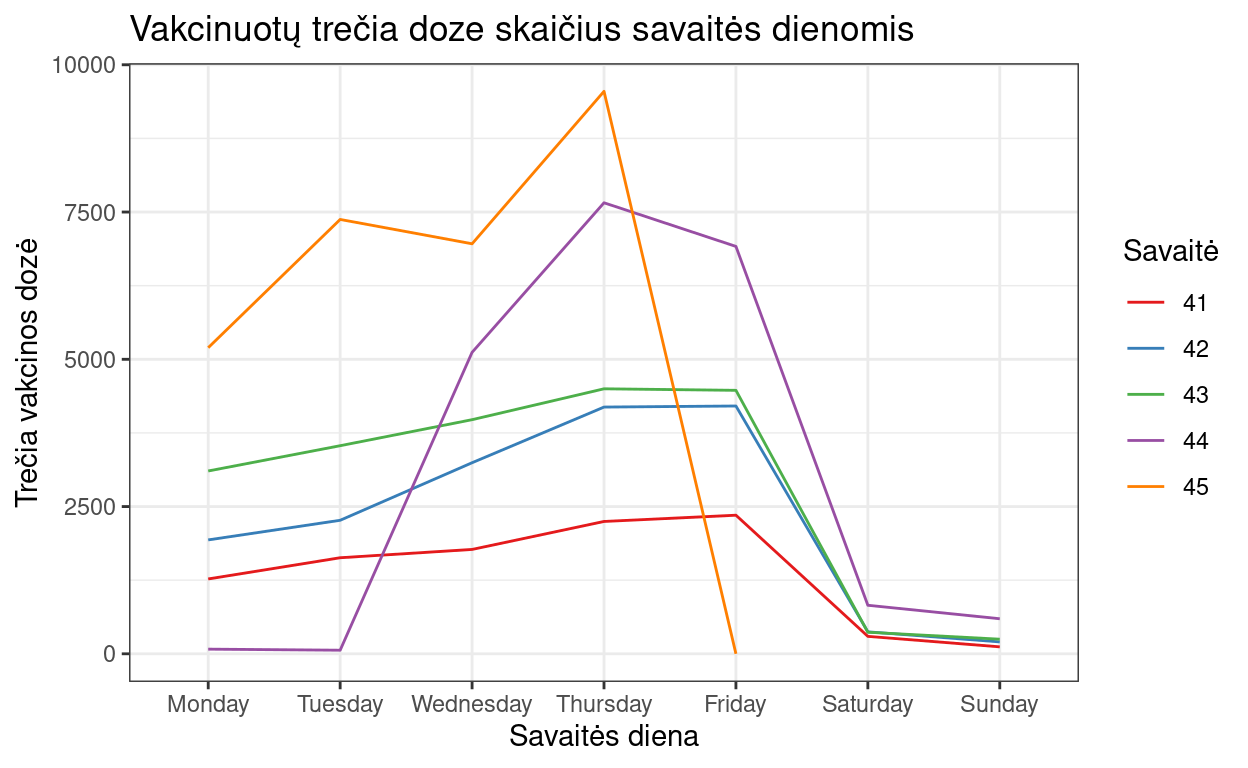 Vakcinuotų trečia doze skaičius savaitės dienomis
10000
7500
5000
2500
0
Trečia vakcinos dozė
Monday Tuesday Wednesday Thursday Friday Saturday Sunday
Savaitės diena
Savaitė
41
42
43
44
45